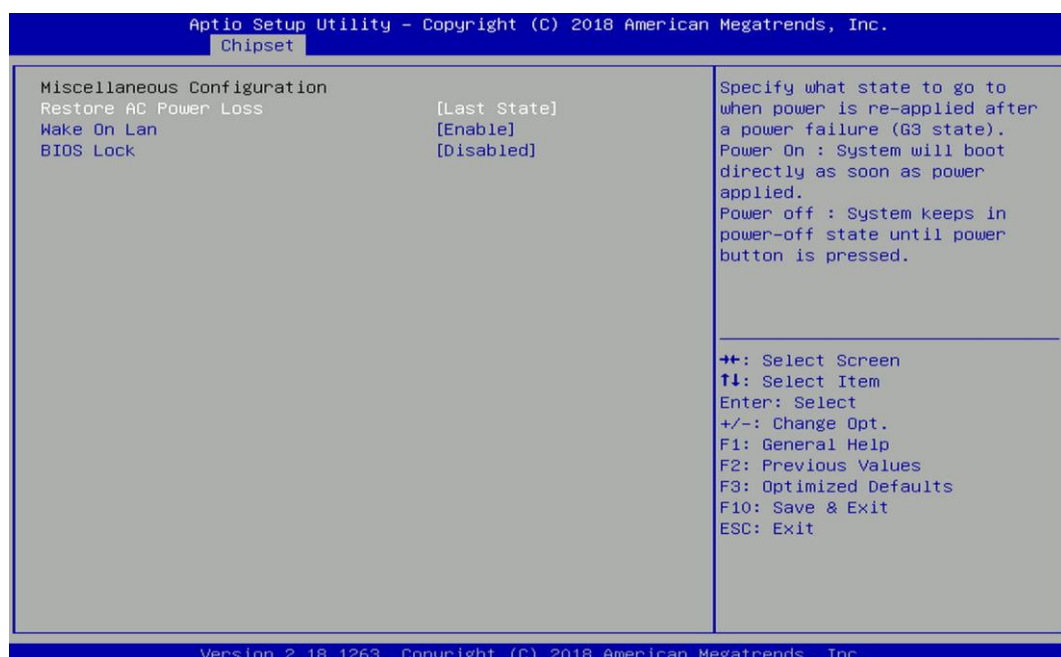 Aptio Setup Utility – Copyright (C) 2018 American Megatrends, Inc.
Chipset
Miscellaneous Configuration
Restore AC Power Loss [Last State]
Wake On Lan [Enable]
BIOS Lock [Disabled]
Specify what state to go to
when power is re-applied after
a power failure (G3 state).
Power On : System will boot
directly as soon as power
applied.
Power off : System keeps in
power-off state until power
button is pressed.
→←: Select Screen
↑↓: Select Item
Enter: Select
+/-: Change Opt.
F1: General Help
F2: Previous Values
F3: Optimized Defaults
F10: Save & Exit
ESC: Exit
Version 2.18.1263. Copyright (C) 2018 American Megatrends, Inc.